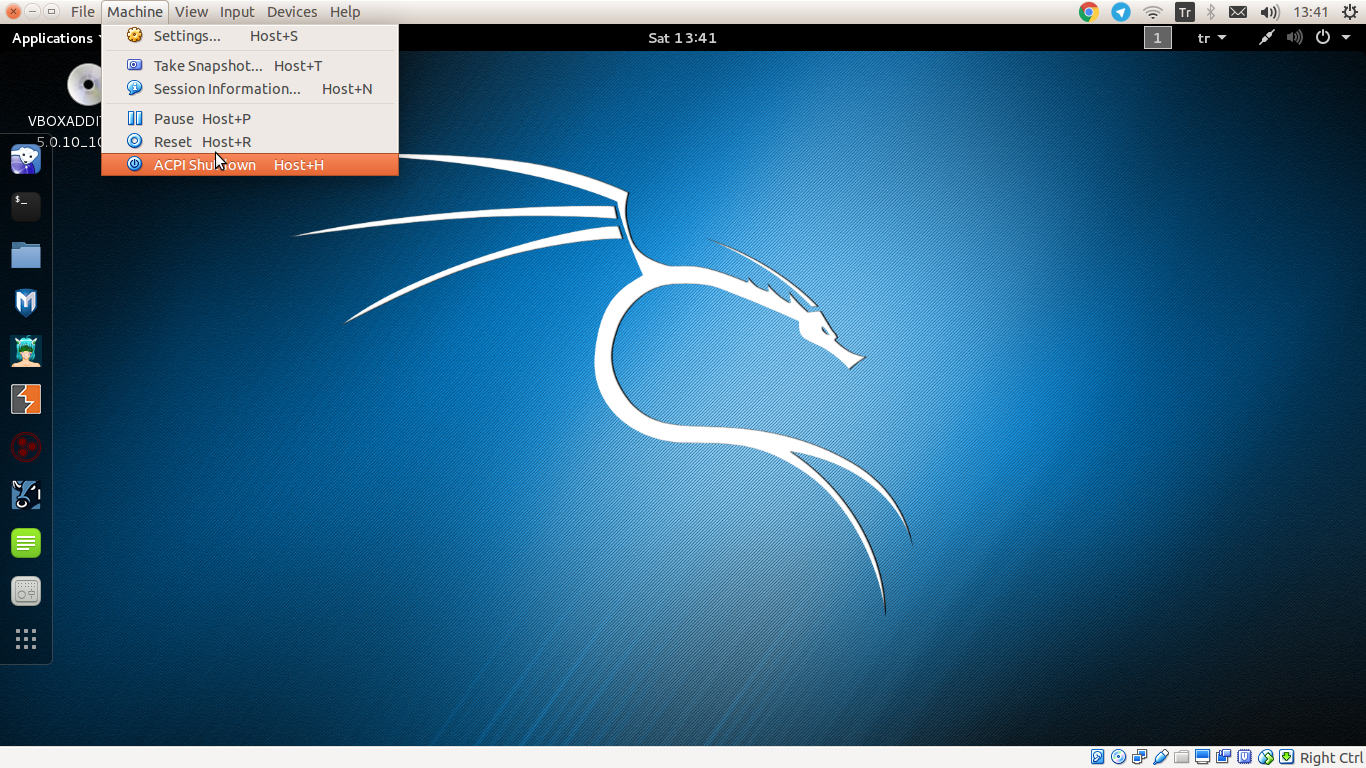 File Machine View Input Devices Help Tr 13:41
Applications Sat 13:41 1 tr
Settings... Host+S
Take Snapshot... Host+T
Session Information... Host+N
Pause Host+P
Reset Host+R
ACPI Shutdown Host+H
VBOXADDIT
5.0.10_10
$_
Right Ctrl